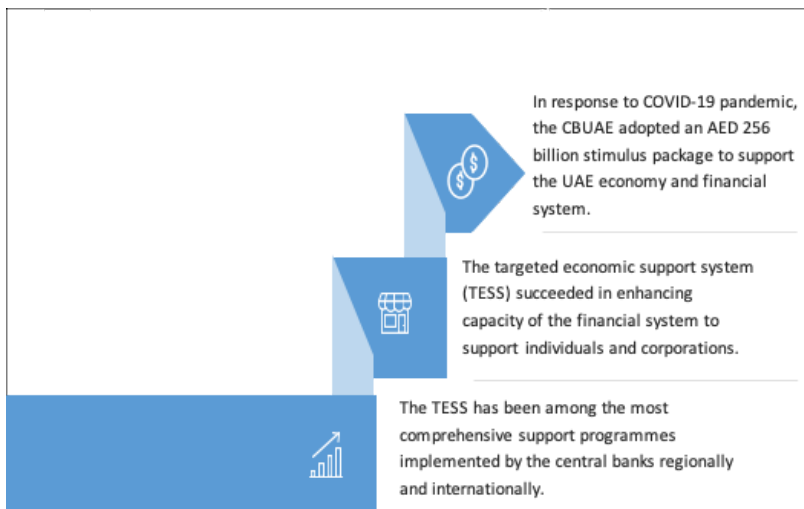 In response to COVID-19 pandemic,
the CBUAE adopted an AED 256
billion stimulus package to support
the UAE economy and financial
system.
The targeted economic support system
(TESS) succeeded in enhancing
capacity of the financial system to
support individuals and corporations.
The TESS has been among the most
comprehensive support programmes
implemented by the central banks regionally
and internationally.